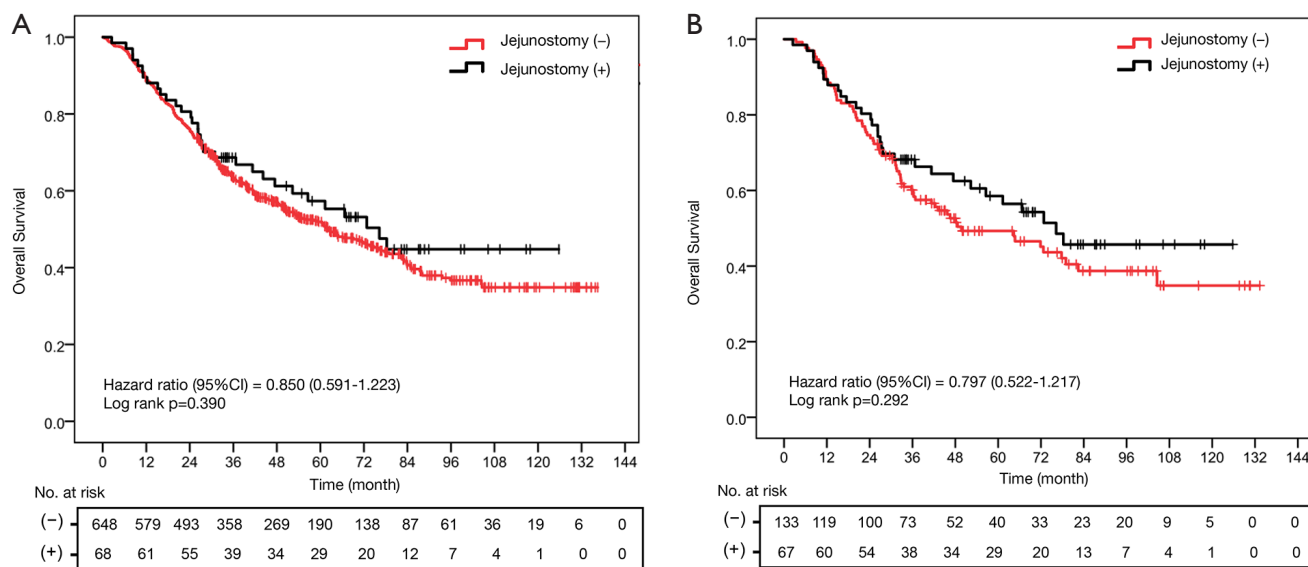 A
Jejunostomy (−)
Jejunostomy (+)
1.0
0.8
0.6
0.4
0.2
0.0
Overall Survival
Hazard ratio (95%CI) = 0.850 (0.591-1.223)
Log rank p=0.390
0 12 24 36 48 60 72 84 96 108 120 132 144
Time (month)
No. at risk
(−) 648 579 493 358 269 190 138 87 61 36 19 6 0
(+) 68 61 55 39 34 29 20 12 7 4 1 0 0
B
Jejunostomy (−)
Jejunostomy (+)
1.0
0.8
0.6
0.4
0.2
0.0
Overall Survival
Hazard ratio (95%CI) = 0.797 (0.522-1.217)
Log rank p=0.292
0 12 24 36 48 60 72 84 96 108 120 132 144
Time (month)
No. at risk
(−) 133 119 100 73 52 40 33 23 20 9 5 0 0
(+) 67 60 54 38 34 29 20 13 7 4 1 0 0